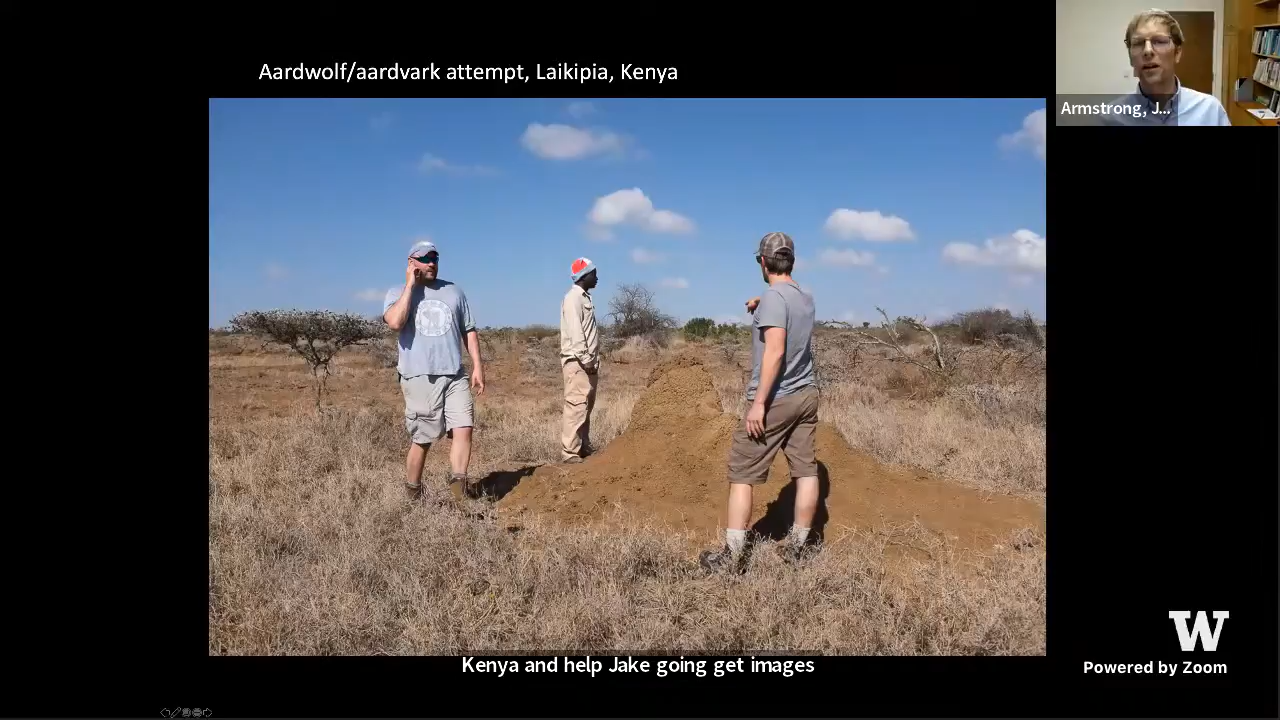 Aardwolf/aardvark attempt, Laikipia, Kenya
Armstrong, J...
Kenya and help Jake going get images
W
Powered by Zoom